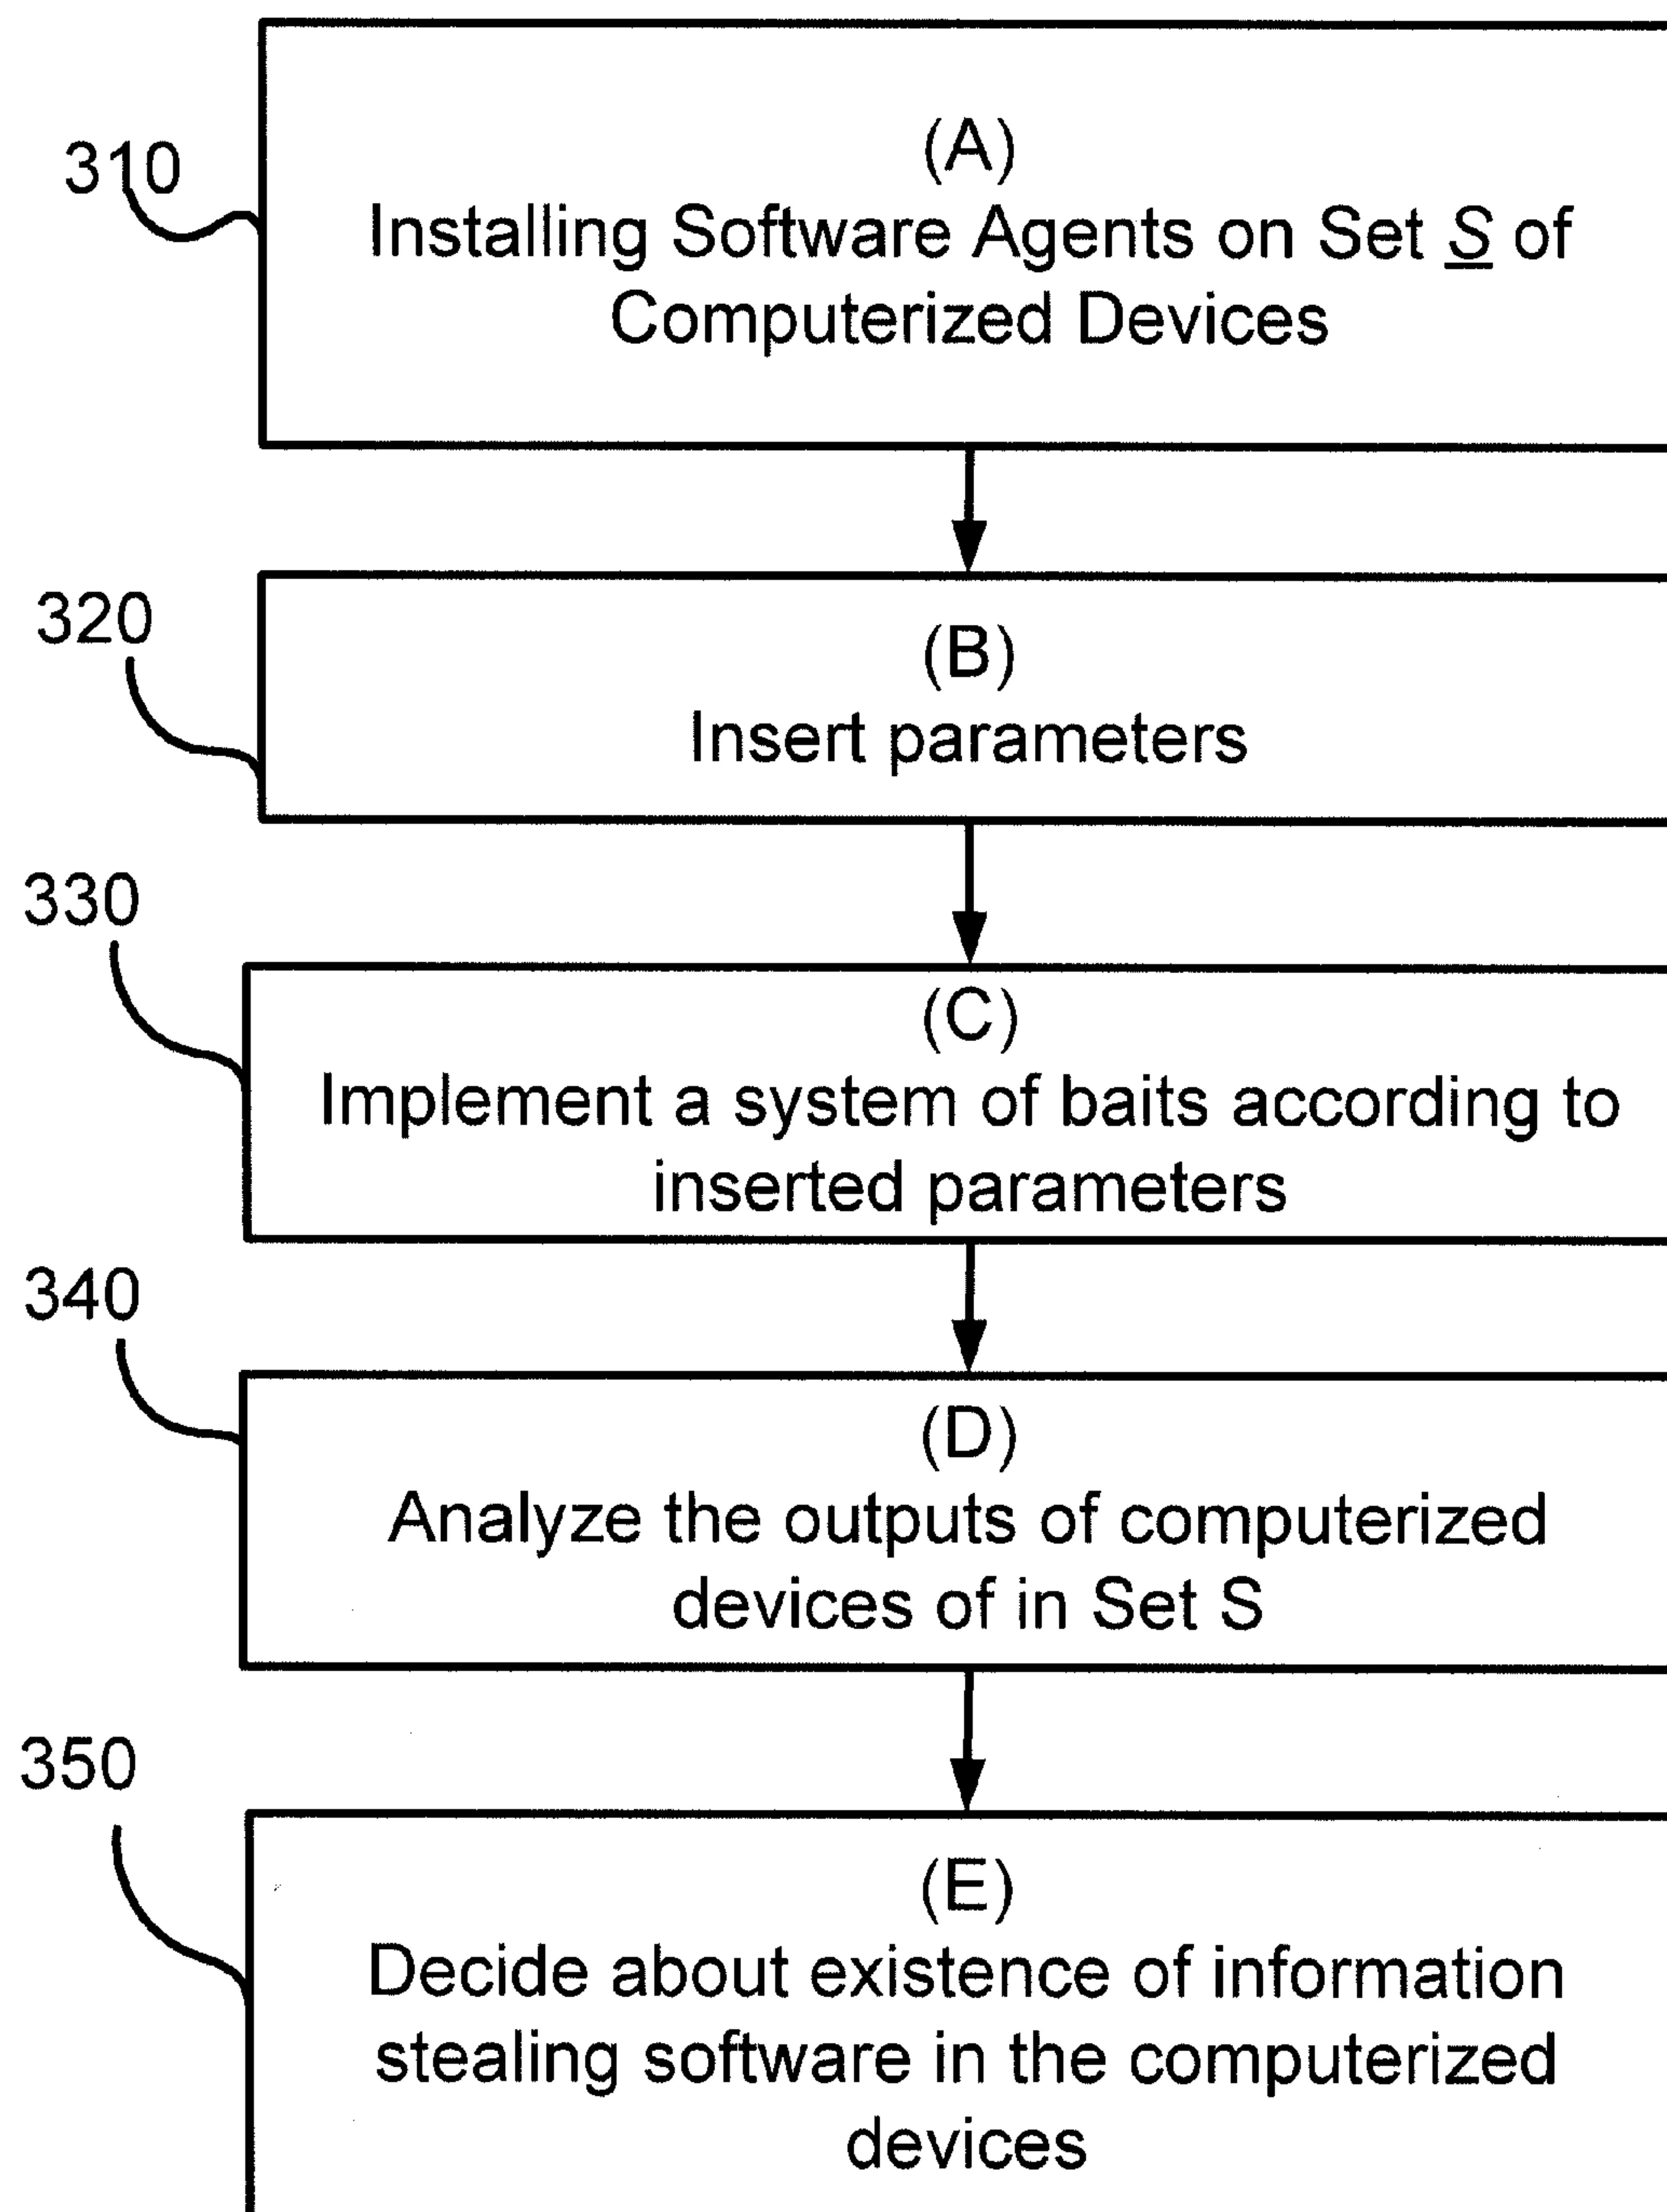 310
(A)
Installing Software Agents on Set S of
Computerized Devices
320
(B)
Insert parameters
330
(C)
Implement a system of baits according to
inserted parameters
340
(D)
Analyze the outputs of computerized
devices of in Set S
350
(E)
Decide about existence of information
stealing software in the computerized
devices